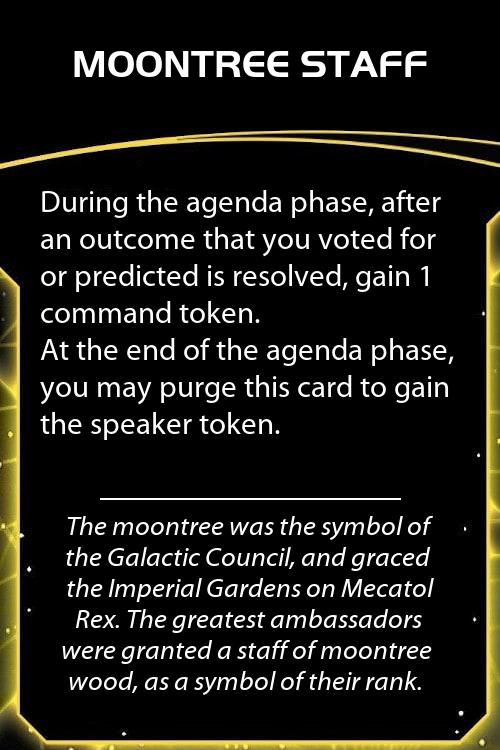 MOONTREE STAFF
During the agenda phase, after
an outcome that you voted for
or predicted is resolved, gain 1
command token.
At the end of the agenda phase,
you may purge this card to gain
the speaker token.
The moontree was the symbol of
the Galactic Council, and graced
the Imperial Gardens on Mecatol
Rex. The greatest ambassadors
were granted a staff of moontree
wood, as a symbol of their rank.